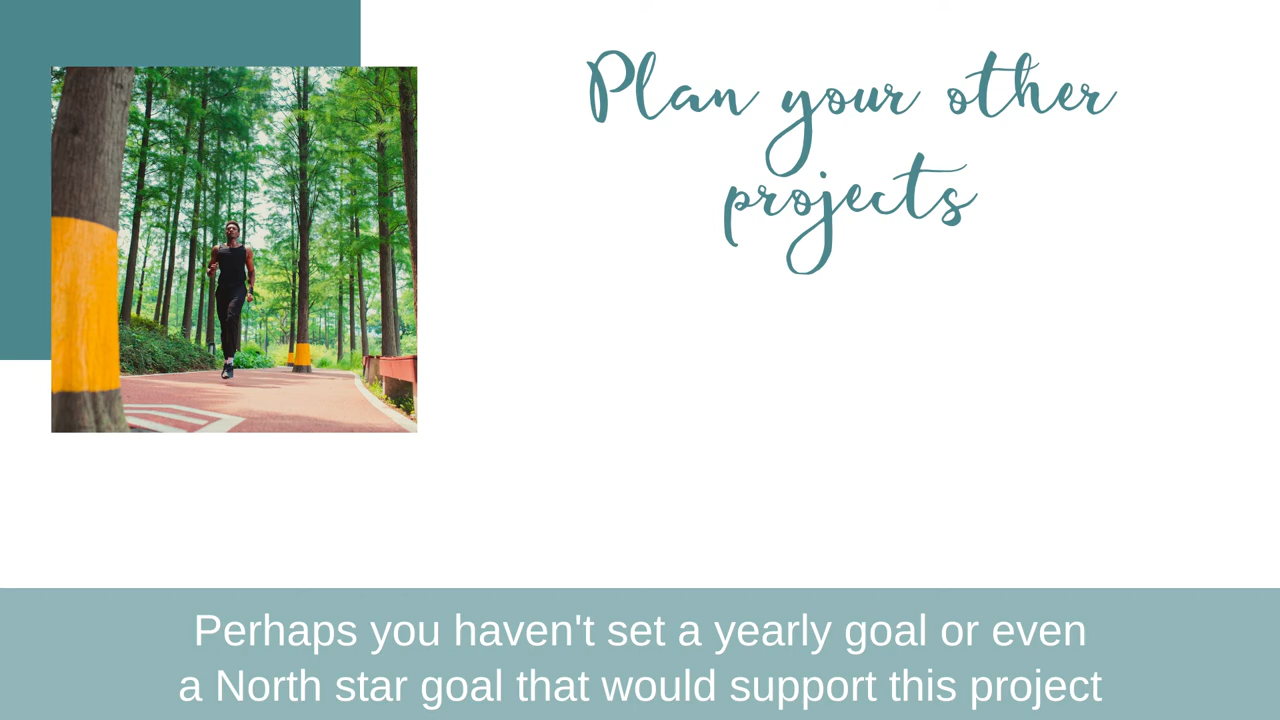 Plan your other
projects
Perhaps you haven't set a yearly goal or even
a North star goal that would support this project